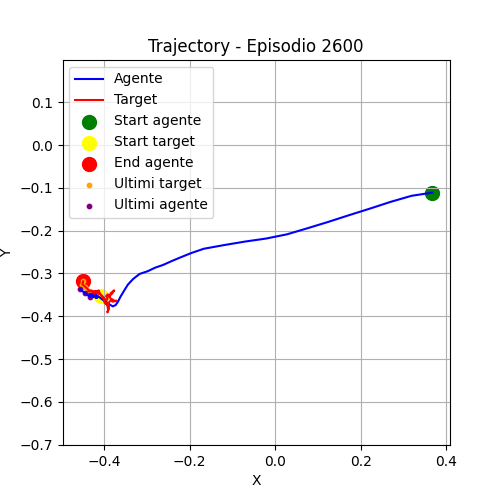 Trajectory - Episodio 2600
Agente
Target
Start agente
Start target
End agente
Ultimi target
Ultimi agente
0.1
0.0
−0.1
−0.2
−0.3
−0.4
−0.5
−0.6
−0.7
Y
−0.4
−0.2
0.0
0.2
0.4
X